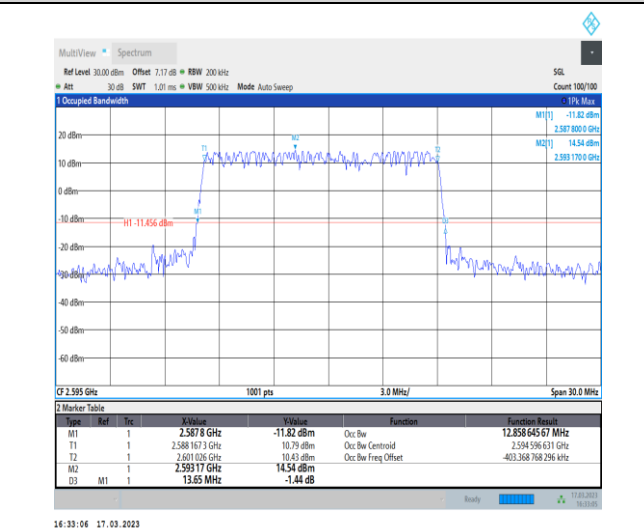 MultiView Spectrum
Ref Level 30.00 dBm Offset 7.17 dB RBW 200 kHz SGL
Att 30 dB SWT 1.01 ms VBW 500 kHz Mode Auto Sweep Count 100/100
1 Occupied Bandwidth 1Pk Max
M1[1] -11.82 dBm
2.587 800 0 GHz
M2[1] 14.54 dBm
2.593 170 0 GHz
20 dBm
10 dBm
0 dBm
-10 dBm
-20 dBm
-30 dBm
-40 dBm
-50 dBm
-60 dBm
T1
M2
T2
M1
H1 -11.456 dBm
D3
CF 2.595 GHz 1001 pts 3.0 MHz/ Span 30.0 MHz
2 Marker Table
Type Ref Trc X-Value Y-Value Function Function Result
M1 1 2.5878 GHz -11.82 dBm Occ Bw 12.858 645 67 MHz
T1 1 2.588 167 3 GHz 10.79 dBm Occ Bw Centroid 2.594 596 631 GHz
T2 1 2.601 026 GHz 10.43 dBm Occ Bw Freq Offset -403.368 768 296 kHz
M2 1 2.593 17 GHz 14.54 dBm
D3 M1 1 13.65 MHz -1.44 dB
Ready 17.03.2023
16:33:05
16:33:06 17.03.2023